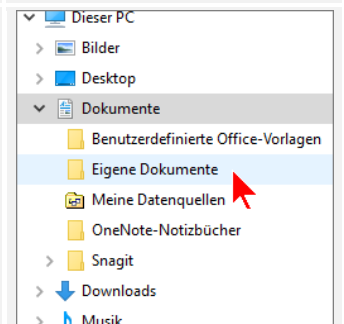 Dieser PC
Bilder
Desktop
Dokumente
Benutzerdefinierte Office-Vorlagen
Eigene Dokumente
Meine Datenquellen
OneNote-Notizbücher
Snagit
Downloads
Musik